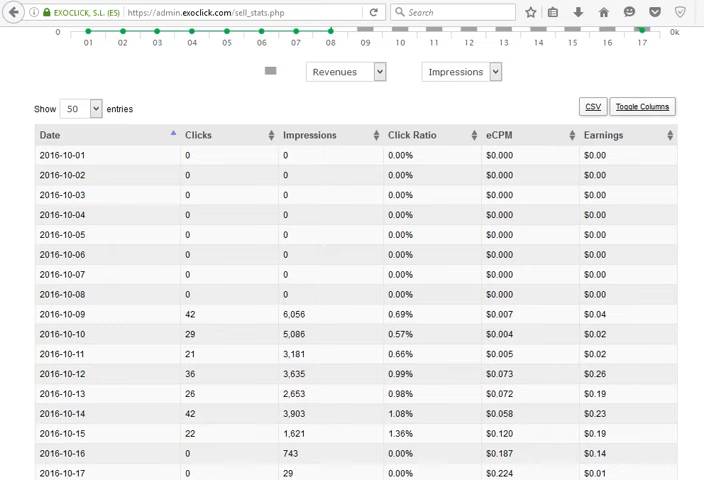 EXOCLICK, S.L. (ES) https://admin.exoclick.com/sell_stats.php Search
0 01 02 03 04 05 06 07 08 09 10 11 12 13 14 15 16 17 0k
Revenues Impressions
Show 50 entries CSV Toggle Columns
Date Clicks Impressions Click Ratio eCPM Earnings
2016-10-01 0 0 0.00% $0.000 $0.00
2016-10-02 0 0 0.00% $0.000 $0.00
2016-10-03 0 0 0.00% $0.000 $0.00
2016-10-04 0 0 0.00% $0.000 $0.00
2016-10-05 0 0 0.00% $0.000 $0.00
2016-10-06 0 0 0.00% $0.000 $0.00
2016-10-07 0 0 0.00% $0.000 $0.00
2016-10-08 0 0 0.00% $0.000 $0.00
2016-10-09 42 6,056 0.69% $0.007 $0.04
2016-10-10 29 5,086 0.57% $0.004 $0.02
2016-10-11 21 3,181 0.66% $0.005 $0.02
2016-10-12 36 3,635 0.99% $0.073 $0.26
2016-10-13 26 2,653 0.98% $0.072 $0.19
2016-10-14 42 3,903 1.08% $0.058 $0.23
2016-10-15 22 1,621 1.36% $0.120 $0.19
2016-10-16 0 743 0.00% $0.187 $0.14
2016-10-17 0 29 0.00% $0.224 $0.01